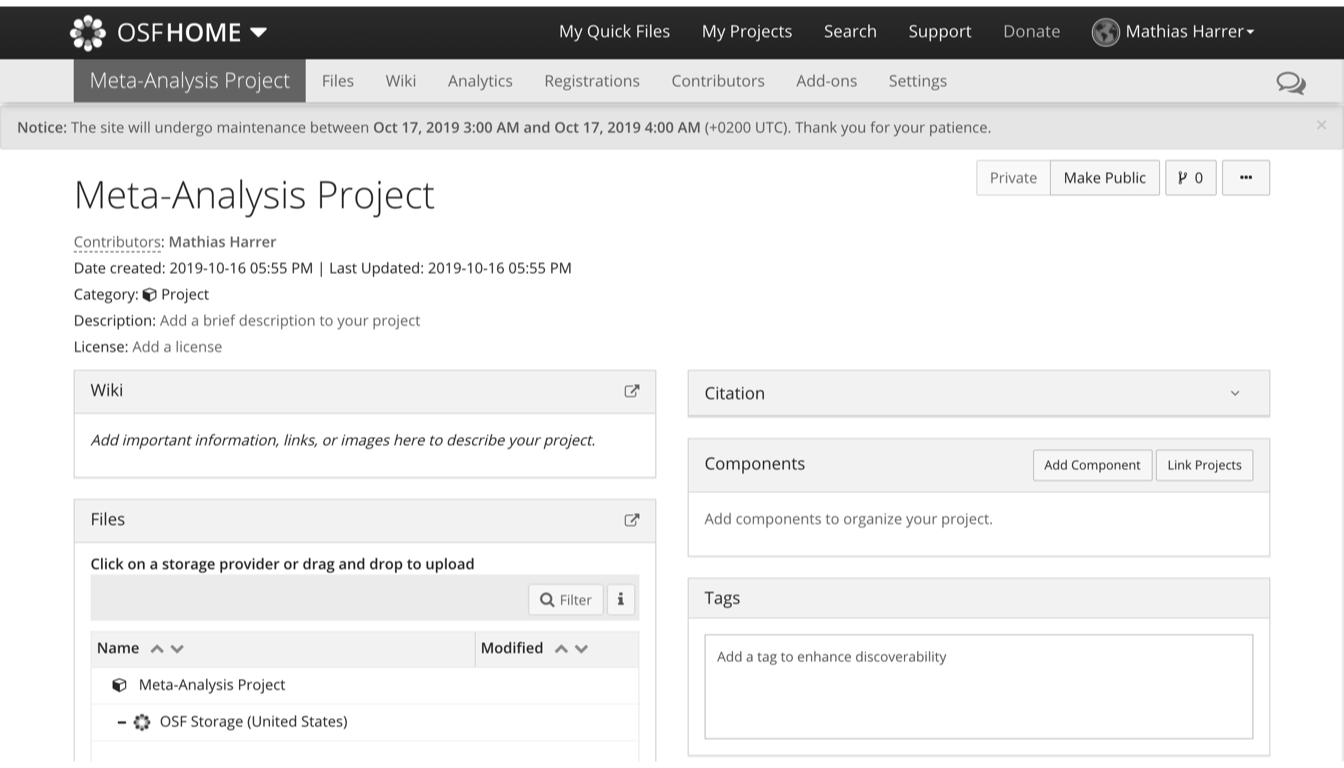 OSFHOME My Quick Files My Projects Search Support Donate Mathias Harrer
Meta-Analysis Project Files Wiki Analytics Registrations Contributors Add-ons Settings
Notice: The site will undergo maintenance between Oct 17, 2019 3:00 AM and Oct 17, 2019 4:00 AM (+0200 UTC). Thank you for your patience. ×
Private Make Public 0 •••
Meta-Analysis Project
Contributors: Mathias Harrer
Date created: 2019-10-16 05:55 PM | Last Updated: 2019-10-16 05:55 PM
Category: Project
Description: Add a brief description to your project
License: Add a license
Wiki
Add important information, links, or images here to describe your project.
Files
Click on a storage provider or drag and drop to upload
Filter i
Name Modified
Meta-Analysis Project
– OSF Storage (United States)
Citation
Components Add Component Link Projects
Add components to organize your project.
Tags
Add a tag to enhance discoverability